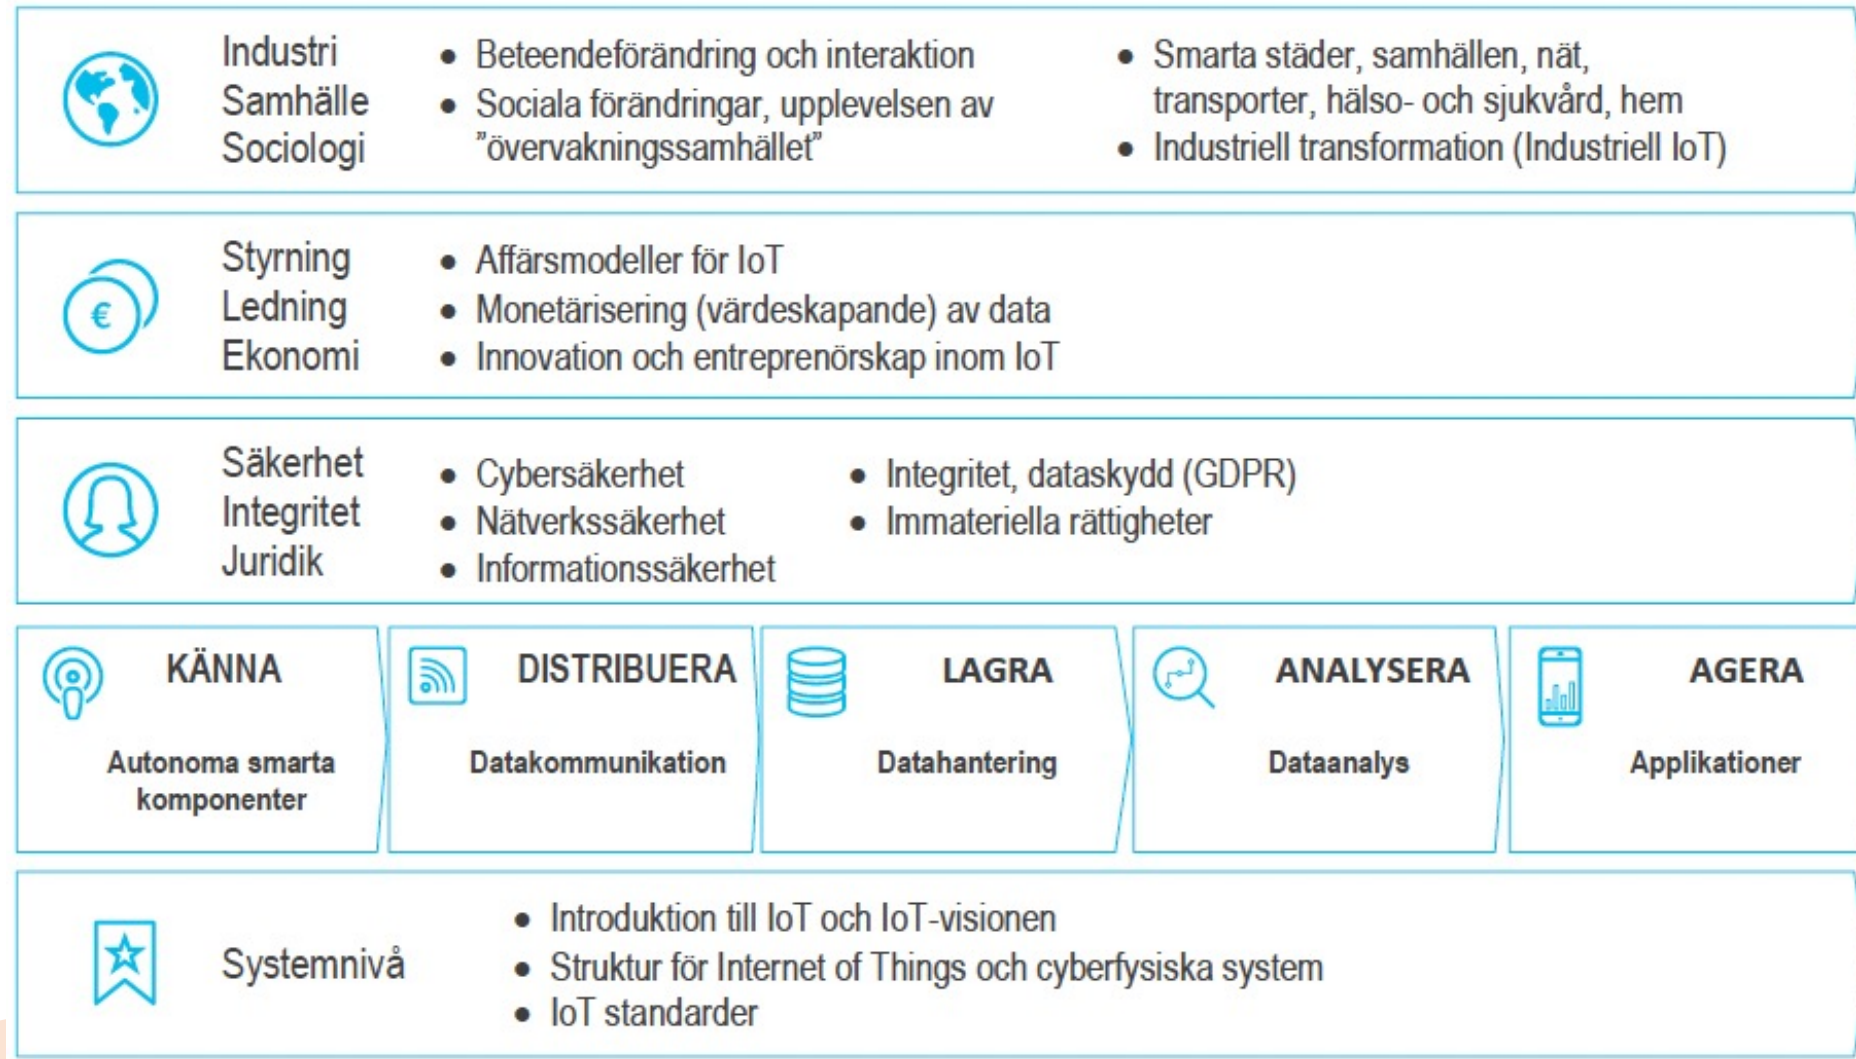 Industri
Samhälle
Sociologi
• Beteendeförändring och interaktion
• Sociala förändringar, upplevelsen av
”övervakningssamhället”
• Smarta städer, samhällen, nät,
transporter, hälso- och sjukvård, hem
• Industriell transformation (Industriell IoT)
€
Styrning
Ledning
Ekonomi
• Affärsmodeller för IoT
• Monetärisering (värdeskapande) av data
• Innovation och entreprenörskap inom IoT
Säkerhet
Integritet
Juridik
• Cybersäkerhet
• Nätverkssäkerhet
• Informationssäkerhet
• Integritet, dataskydd (GDPR)
• Immateriella rättigheter
KÄNNA
Autonoma smarta
komponenter
DISTRIBUERA
Datakommunikation
LAGRA
Datahantering
ANALYSERA
Dataanalys
AGERA
Applikationer
Systemnivå
• Introduktion till IoT och IoT-visionen
• Struktur för Internet of Things och cyberfysiska system
• IoT standarder